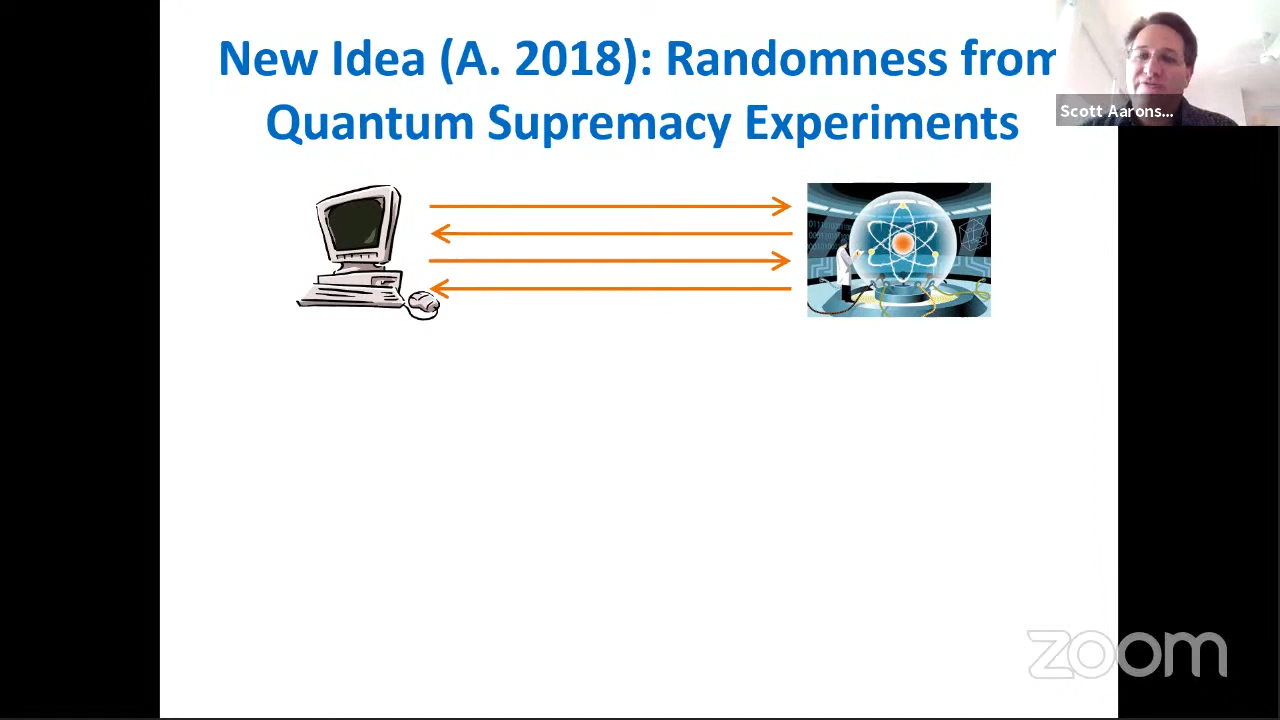 New Idea (A. 2018): Randomness from
Quantum Supremacy Experiments
Scott Aarons...
zoom